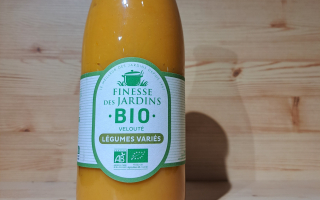 FINESSE
DES JARDINS
BIO
VELOUTÉ
LÉGUMES VARIÉS
AB